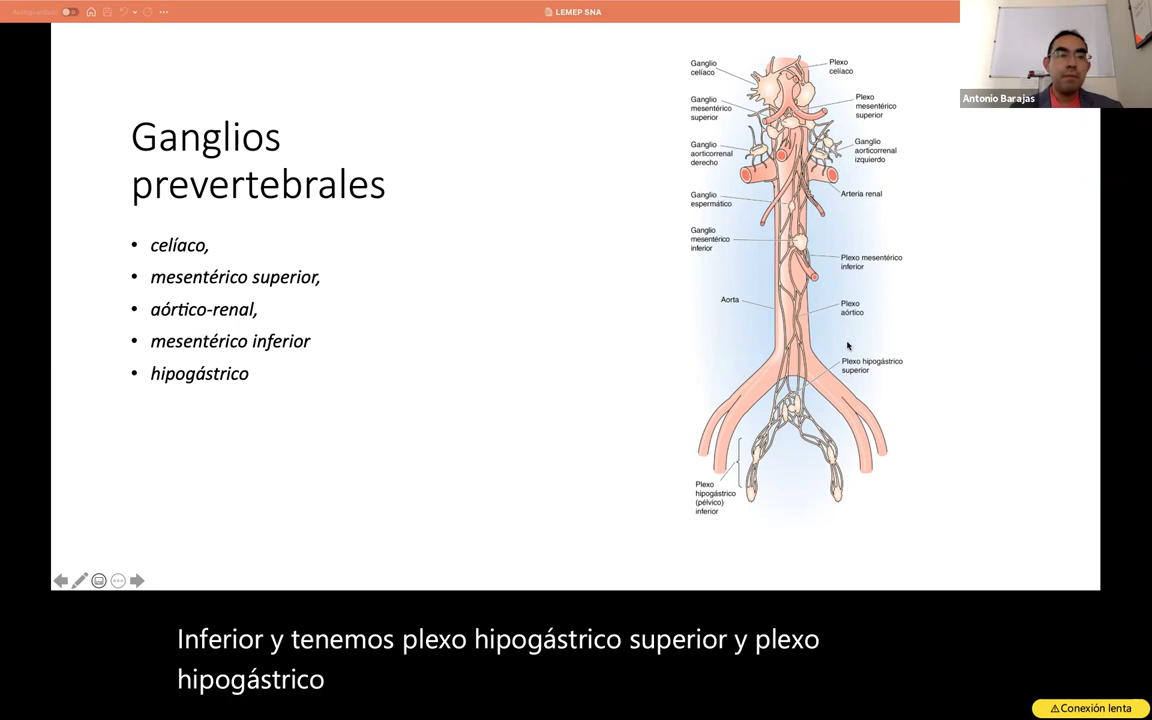 Autoguardado
LEMEP SNA
Antonio Barajas
Ganglios
prevertebrales
• celíaco,
• mesentérico superior,
• aórtico-renal,
• mesentérico inferior
• hipogástrico
Ganglio
celíaco
Plexo
celíaco
Ganglio
mesentérico
superior
Plexo
mesentérico
superior
Ganglio
aorticorrenal
derecho
Ganglio
aorticorrenal
izquierdo
Arteria renal
Ganglio
espermático
Ganglio
mesentérico
inferior
Plexo mesentérico
inferior
Aorta
Plexo
aórtico
Plexo hipogástrico
superior
Plexo
hipogástrico
(pélvico)
inferior
Inferior y tenemos plexo hipogástrico superior y plexo
hipogástrico
Conexión lenta